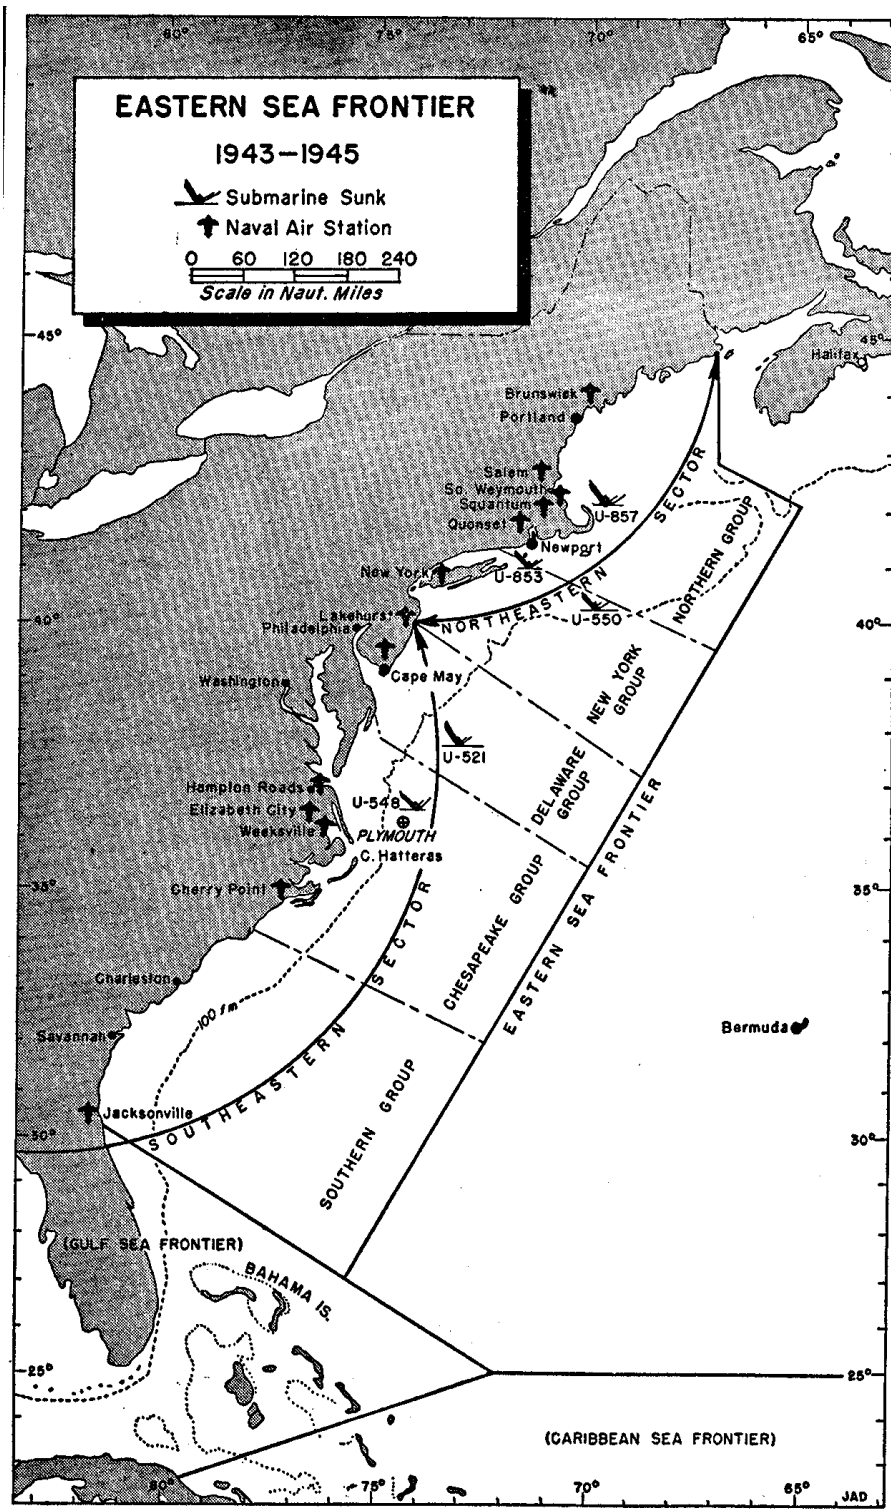 80°
75°
70°
65°
EASTERN SEA FRONTIER
1943–1945
Submarine Sunk
Naval Air Station
0 60 120 180 240
Scale in Naut. Miles
45°
45°
Halifax
Brunswick
Portland
Salem
So. Weymouth
Squantum
Quonset
U-857
Newport
SECTOR
NORTHERN GROUP
New York
U-853
NORTHEASTERN
U-550
40°
40°
Lakehurst
Philadelphia
Cape May
Washington
NEW YORK
GROUP
U-521
DELAWARE
GROUP
Hampton Roads
U-548
Elizabeth City
Weeksville
PLYMOUTH
C. Hatteras
EASTERN SEA FRONTIER
35°
35°
Cherry Point
CHESAPEAKE GROUP
SECTOR
Charleston
100 fm
Savannah
Bermuda
SOUTHEASTERN
Jacksonville
SOUTHERN GROUP
30°
30°
(GULF SEA FRONTIER)
BAHAMA IS.
25°
25°
(CARIBBEAN SEA FRONTIER)
80°
75°
70°
65°
JAD